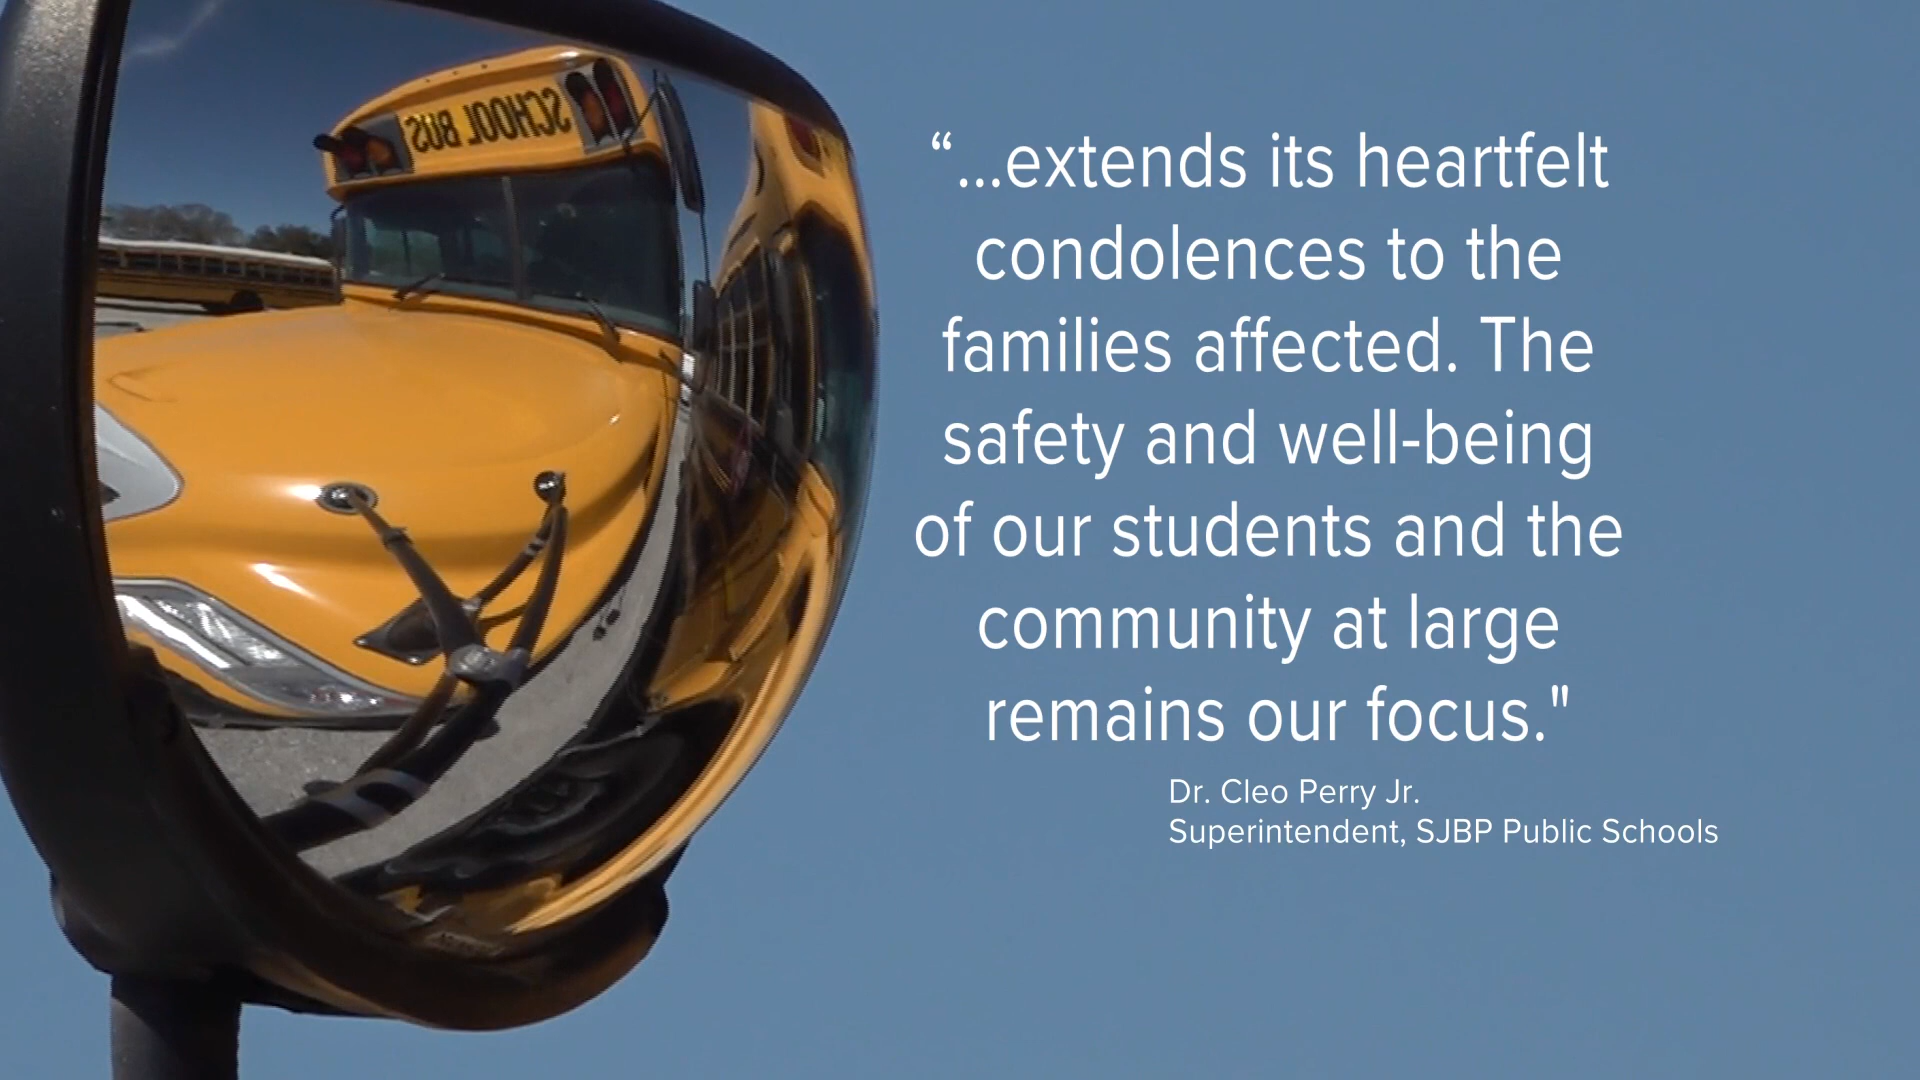 SCHOOL BUS
“...extends its heartfelt
condolences to the
families affected. The
safety and well-being
of our students and the
community at large
remains our focus."
Dr. Cleo Perry Jr.
Superintendent, SJBP Public Schools